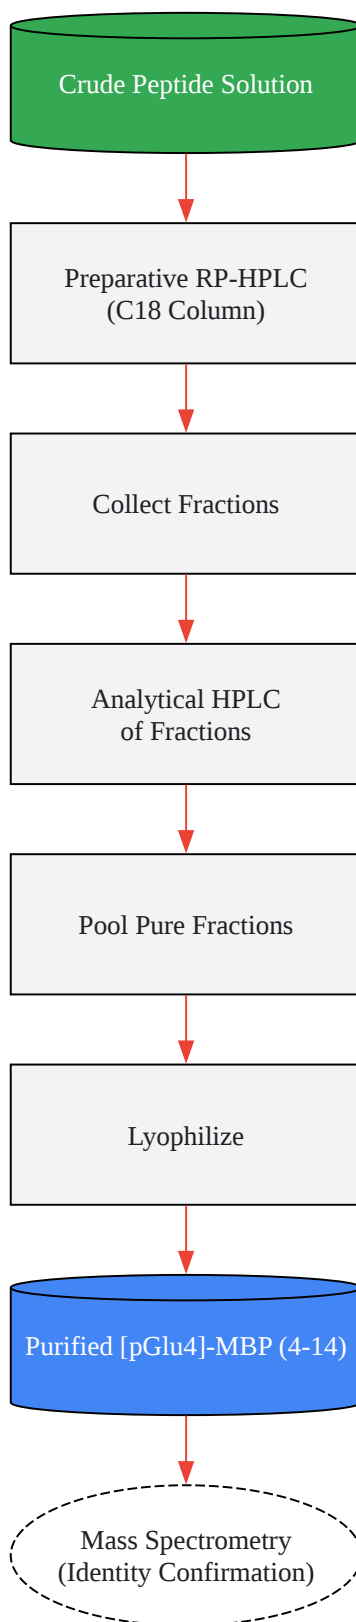 Crude Peptide Solution
Preparative RP-HPLC
(C18 Column)
Collect Fractions
Analytical HPLC
of Fractions
Pool Pure Fractions
Lyophilize
Purified [pGlu4]-MBP (4-14)
Mass Spectrometry
(Identity Confirmation)